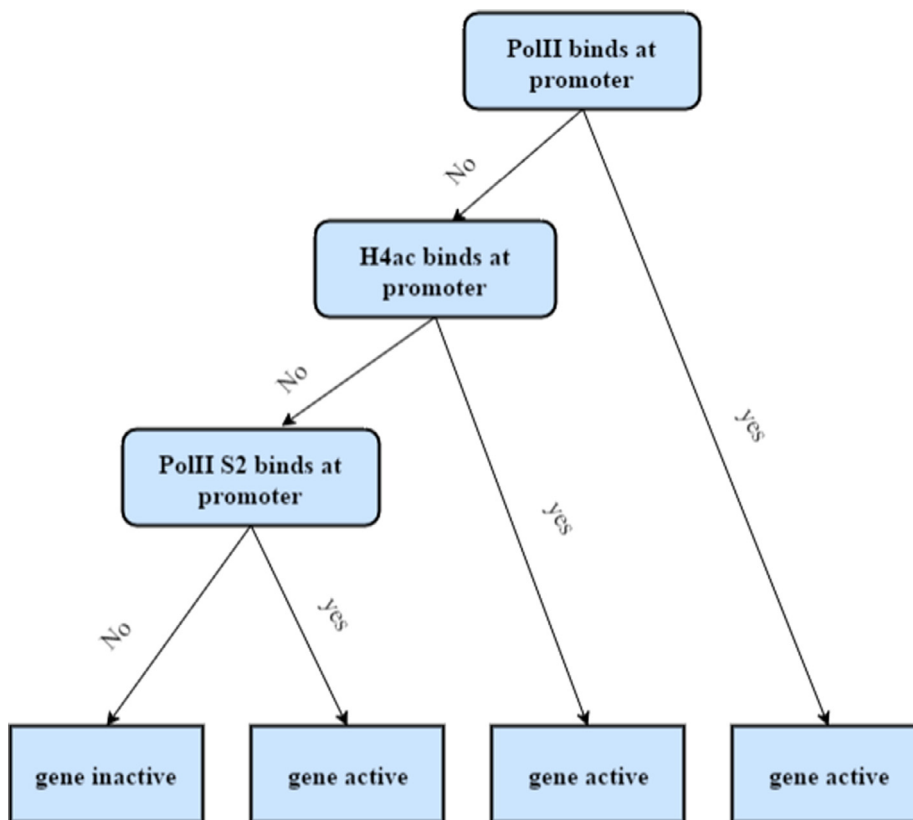 PolII binds at
promoter
No
H4ac binds at
promoter
No
yes
PolII S2 binds at
promoter
yes
No
yes
gene inactive
gene active
gene active
gene active